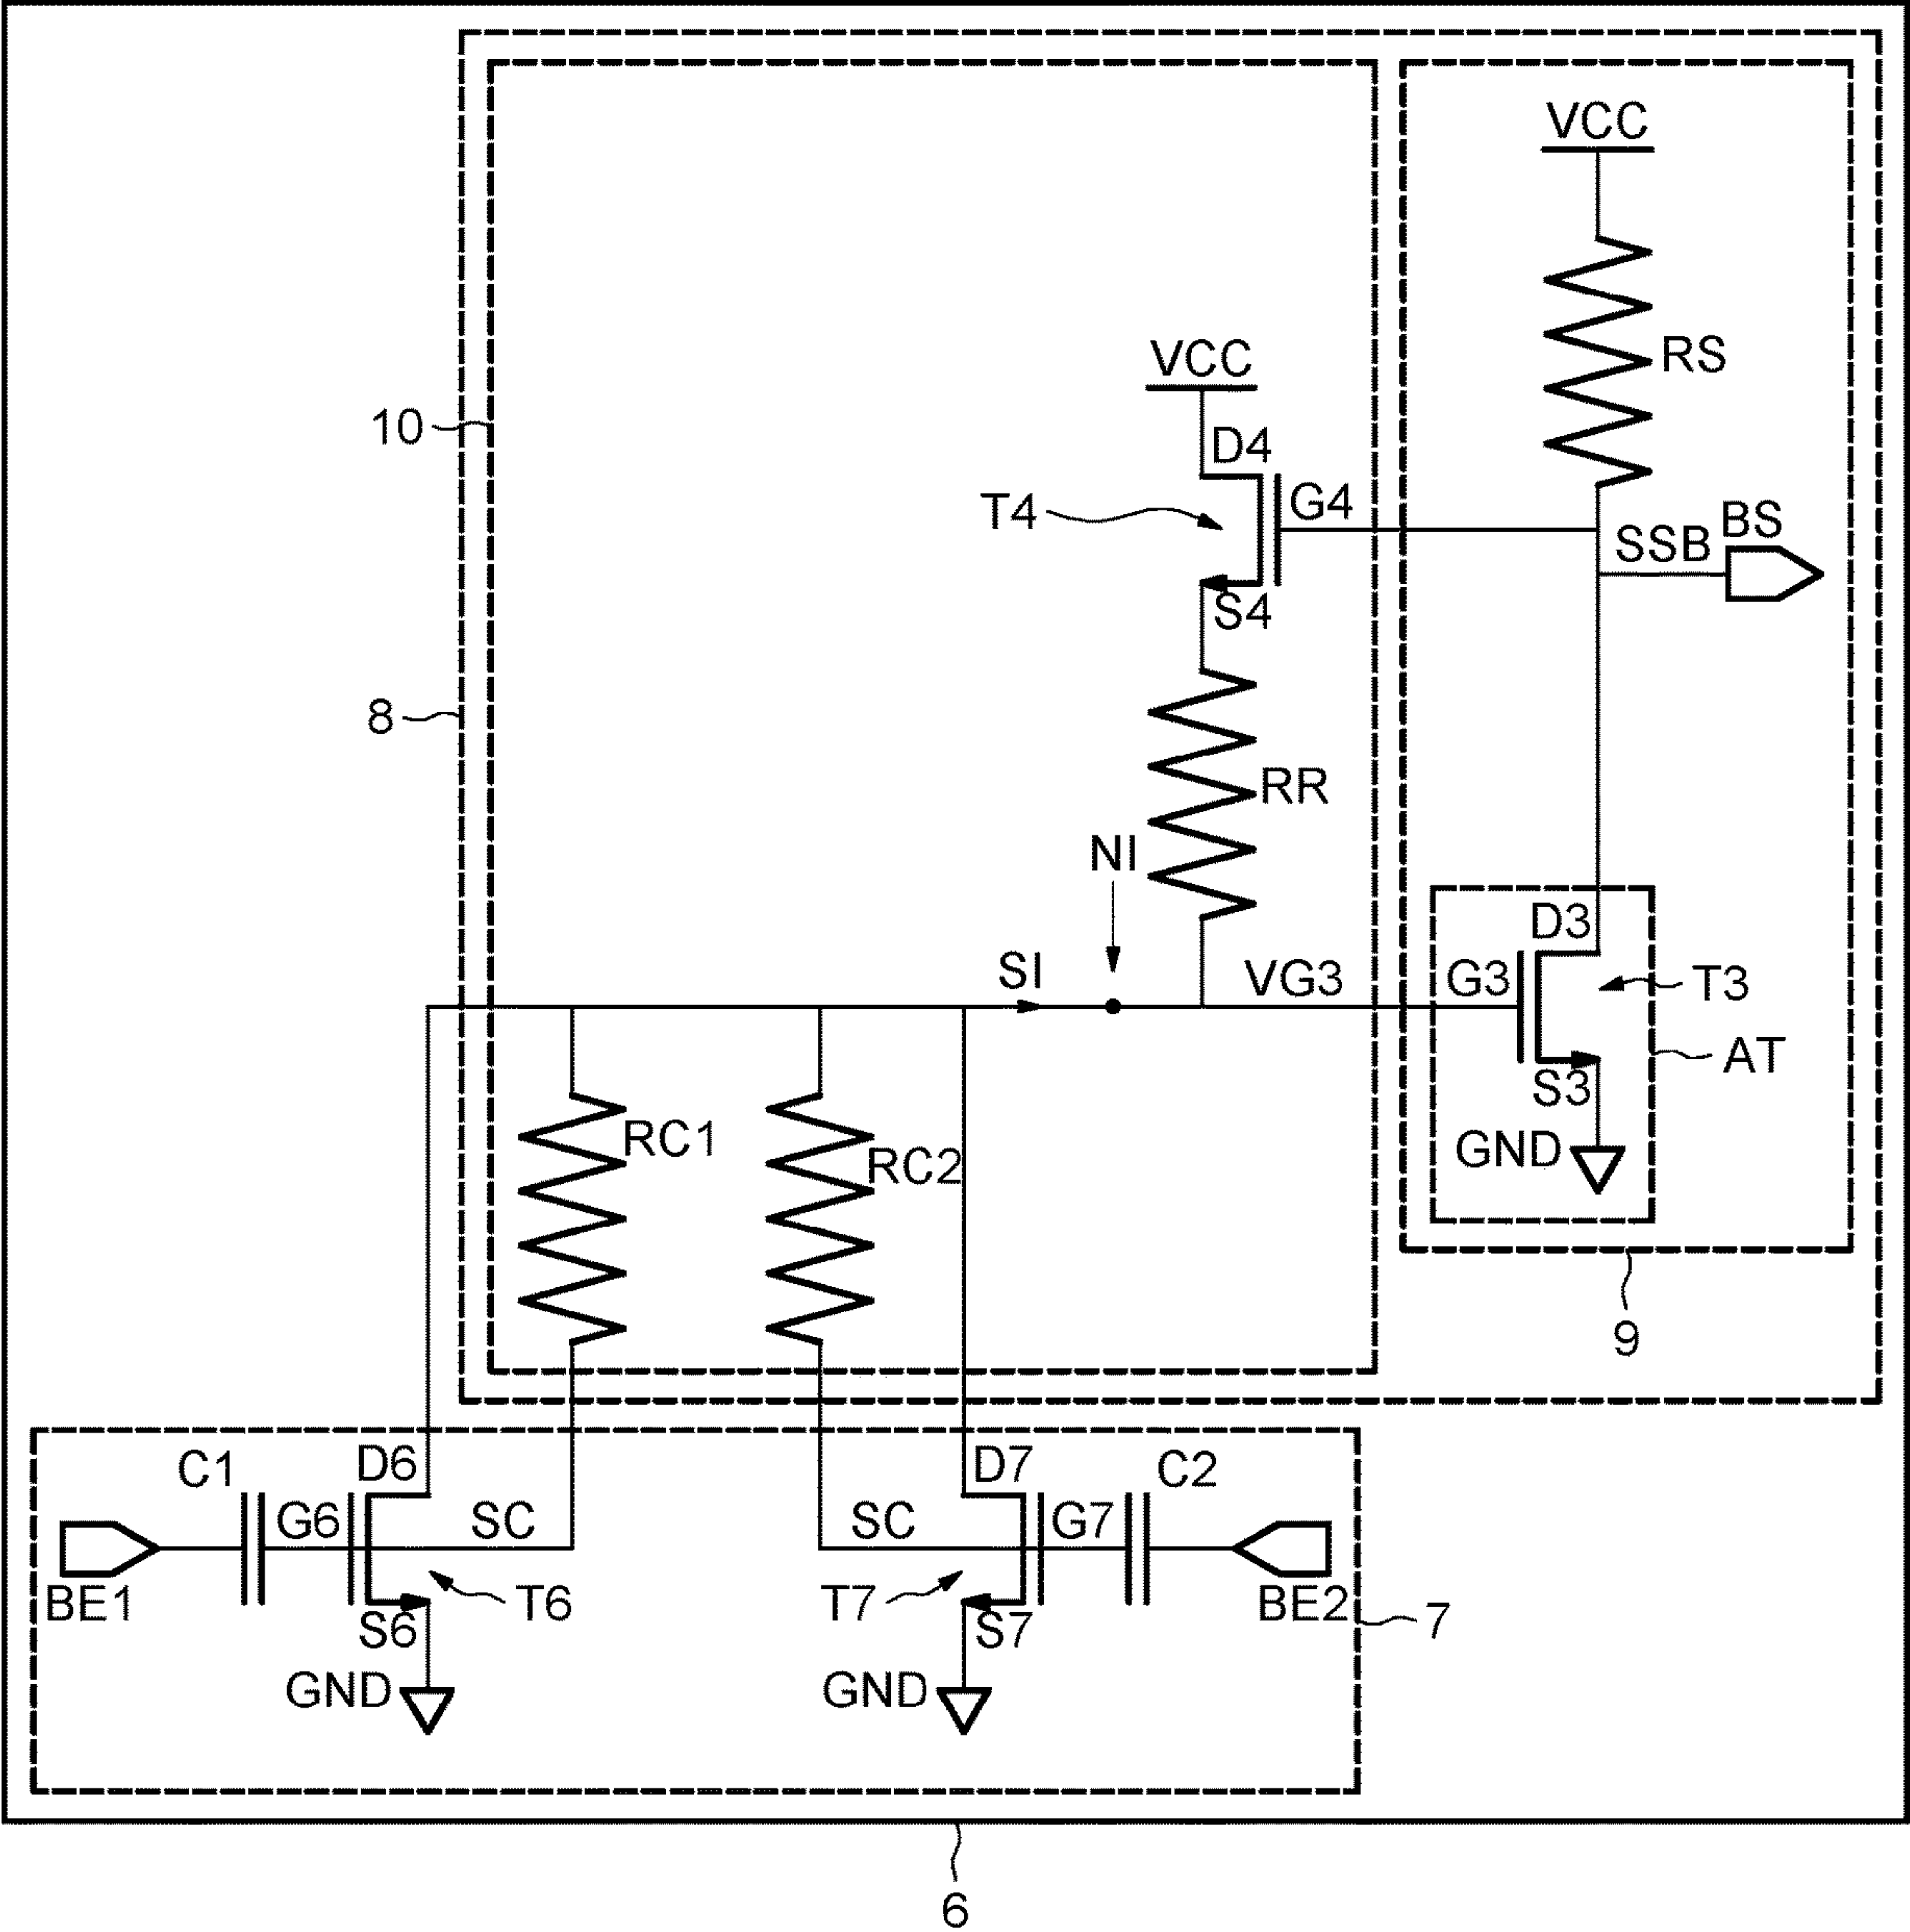 VCC
RS
VCC
10
D4
T4
G4
SSB
BS
S4
8
RR
NI
D3
SI
VG3
G3
T3
AT
S3
RC1
RC2
GND
9
C1
D6
D7
C2
G6
SC
SC
G7
BE1
S6
T6
T7
S7
BE2
7
GND
GND
6